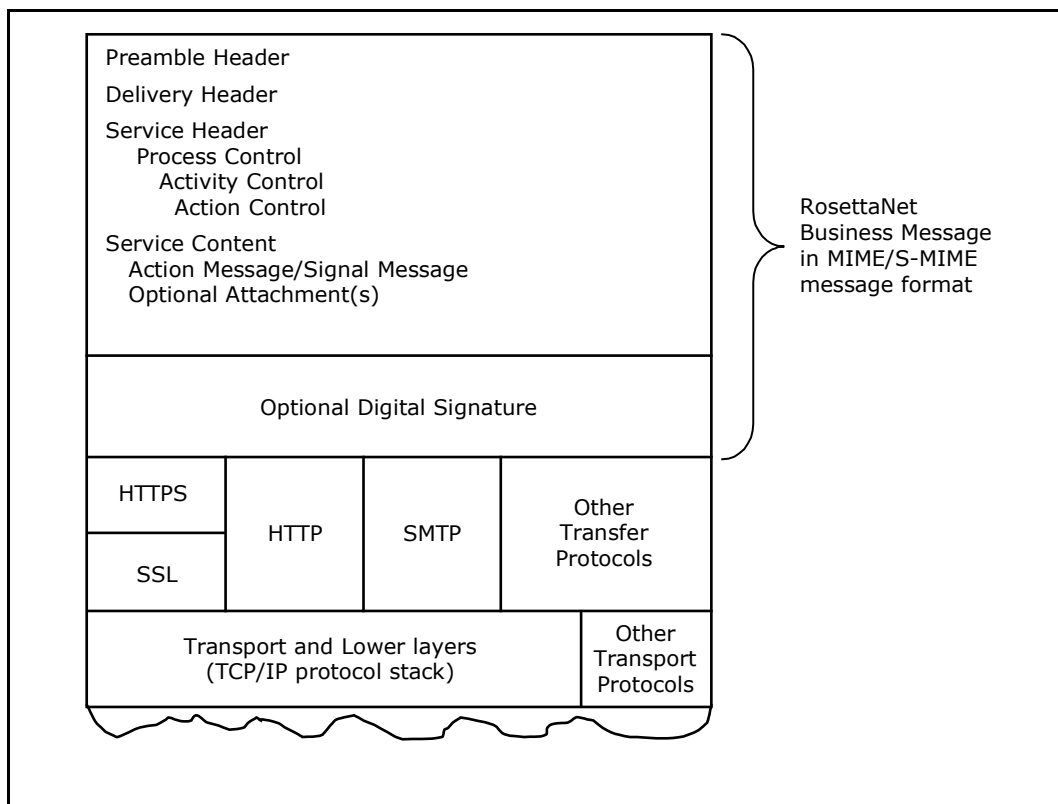 Preamble Header
Delivery Header
Service Header
Process Control
Activity Control
Action Control
Service Content
Action Message/Signal Message
Optional Attachment(s)
RosettaNet
Business Message
in MIME/S-MIME
message format
Optional Digital Signature
HTTPS
SSL
HTTP
SMTP
Other
Transfer
Protocols
Transport and Lower layers
(TCP/IP protocol stack)
Other
Transport
Protocols